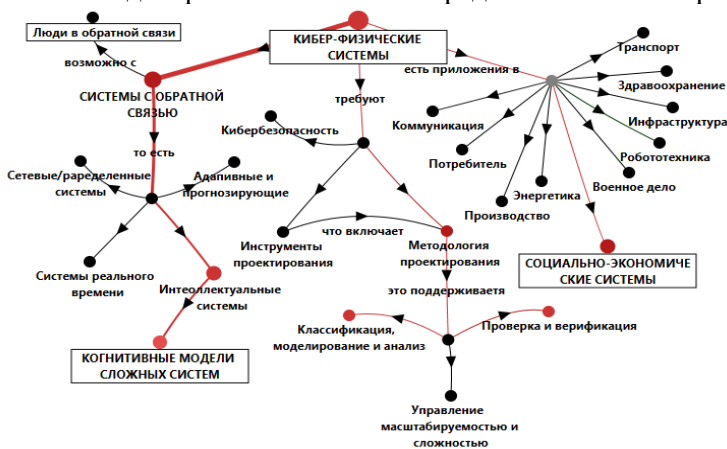 Люди в обратной связи
возможно с
СИСТЕМЫ С ОБРАТНОЙ
СВЯЗЬЮ
то есть
Сетевые/раределенные
системы
Адапивные и
прогнозирующие
Системы реального
времени
Интеоллектуальные
системы
КОГНИТИВНЫЕ МОДЕЛИ
СЛОЖНЫХ СИСТЕМ
КИБЕР-ФИЗИЧЕСКИЕ
СИСТЕМЫ
требуют
Кибербезопасность
Инструменты
проектирования
что включает
Методология
проектирования
это поддерживаетя
Классификация,
моделирование и анализ
Проверка и верификация
Управление
масштабируемостью и
сложностью
есть приложения в
Транспорт
Здравоохранение
Инфраструктура
Робототехника
Военное дело
Коммуникация
Потребитель
Производство
Энергетика
СОЦИАЛЬНО-ЭКОНОМИЧЕ
СКИЕ СИСТЕМЫ